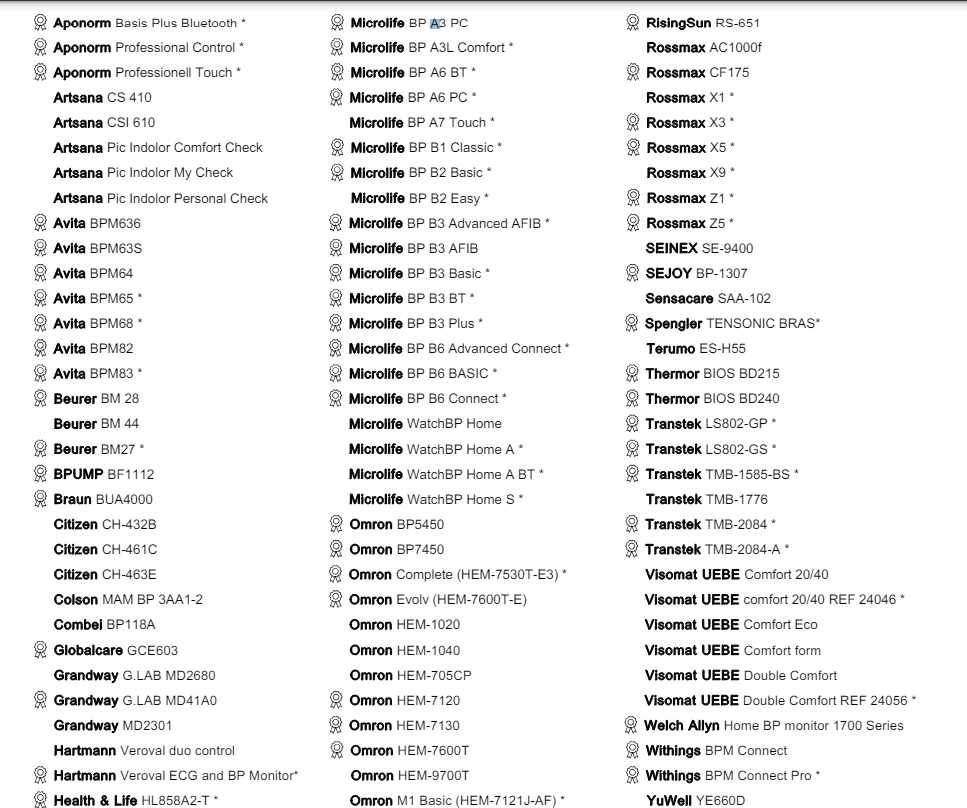 Aponorm Basis Plus Bluetooth *
Aponorm Professional Control *
Aponorm Professionell Touch *
Artsana CS 410
Artsana CSI 610
Artsana Pic Indolor Comfort Check
Artsana Pic Indolor My Check
Artsana Pic Indolor Personal Check
Avita BPM636
Avita BPM63S
Avita BPM64
Avita BPM65 *
Avita BPM68 *
Avita BPM82
Avita BPM83 *
Beurer BM 28
Beurer BM 44
Beurer BM27 *
BPUMP BF1112
Braun BUA4000
Citizen CH-432B
Citizen CH-461C
Citizen CH-463E
Colson MAM BP 3AA1-2
Combei BP118A
Globalcare GCE603
Grandway G.LAB MD2680
Grandway G.LAB MD41A0
Grandway MD2301
Hartmann Veroval duo control
Hartmann Veroval ECG and BP Monitor*
Health & Life HL858A2-T *
Microlife BP A3 PC
Microlife BP A3L Comfort *
Microlife BP A6 BT *
Microlife BP A6 PC *
Microlife BP A7 Touch *
Microlife BP B1 Classic *
Microlife BP B2 Basic *
Microlife BP B2 Easy *
Microlife BP B3 Advanced AFIB *
Microlife BP B3 AFIB
Microlife BP B3 Basic *
Microlife BP B3 BT *
Microlife BP B3 Plus *
Microlife BP B6 Advanced Connect *
Microlife BP B6 BASIC *
Microlife BP B6 Connect *
Microlife WatchBP Home
Microlife WatchBP Home A *
Microlife WatchBP Home A BT *
Microlife WatchBP Home S *
Omron BP5450
Omron BP7450
Omron Complete (HEM-7530T-E3) *
Omron Evolv (HEM-7600T-E)
Omron HEM-1020
Omron HEM-1040
Omron HEM-705CP
Omron HEM-7120
Omron HEM-7130
Omron HEM-7600T
Omron HEM-9700T
Omron M1 Basic (HEM-7121J-AF) *
RisingSun RS-651
Rossmax AC1000f
Rossmax CF175
Rossmax X1 *
Rossmax X3 *
Rossmax X5 *
Rossmax X9 *
Rossmax Z1 *
Rossmax Z5 *
SEINEX SE-9400
SEJOY BP-1307
Sensacare SAA-102
Spengler TENSONIC BRAS*
Terumo ES-H55
Thermor BIOS BD215
Thermor BIOS BD240
Transtek LS802-GP *
Transtek LS802-GS *
Transtek TMB-1585-BS *
Transtek TMB-1776
Transtek TMB-2084 *
Transtek TMB-2084-A *
Visomat UEBE Comfort 20/40
Visomat UEBE comfort 20/40 REF 24046 *
Visomat UEBE Comfort Eco
Visomat UEBE Comfort form
Visomat UEBE Double Comfort
Visomat UEBE Double Comfort REF 24056 *
Welch Allyn Home BP monitor 1700 Series
Withings BPM Connect
Withings BPM Connect Pro *
YuWell YE660D